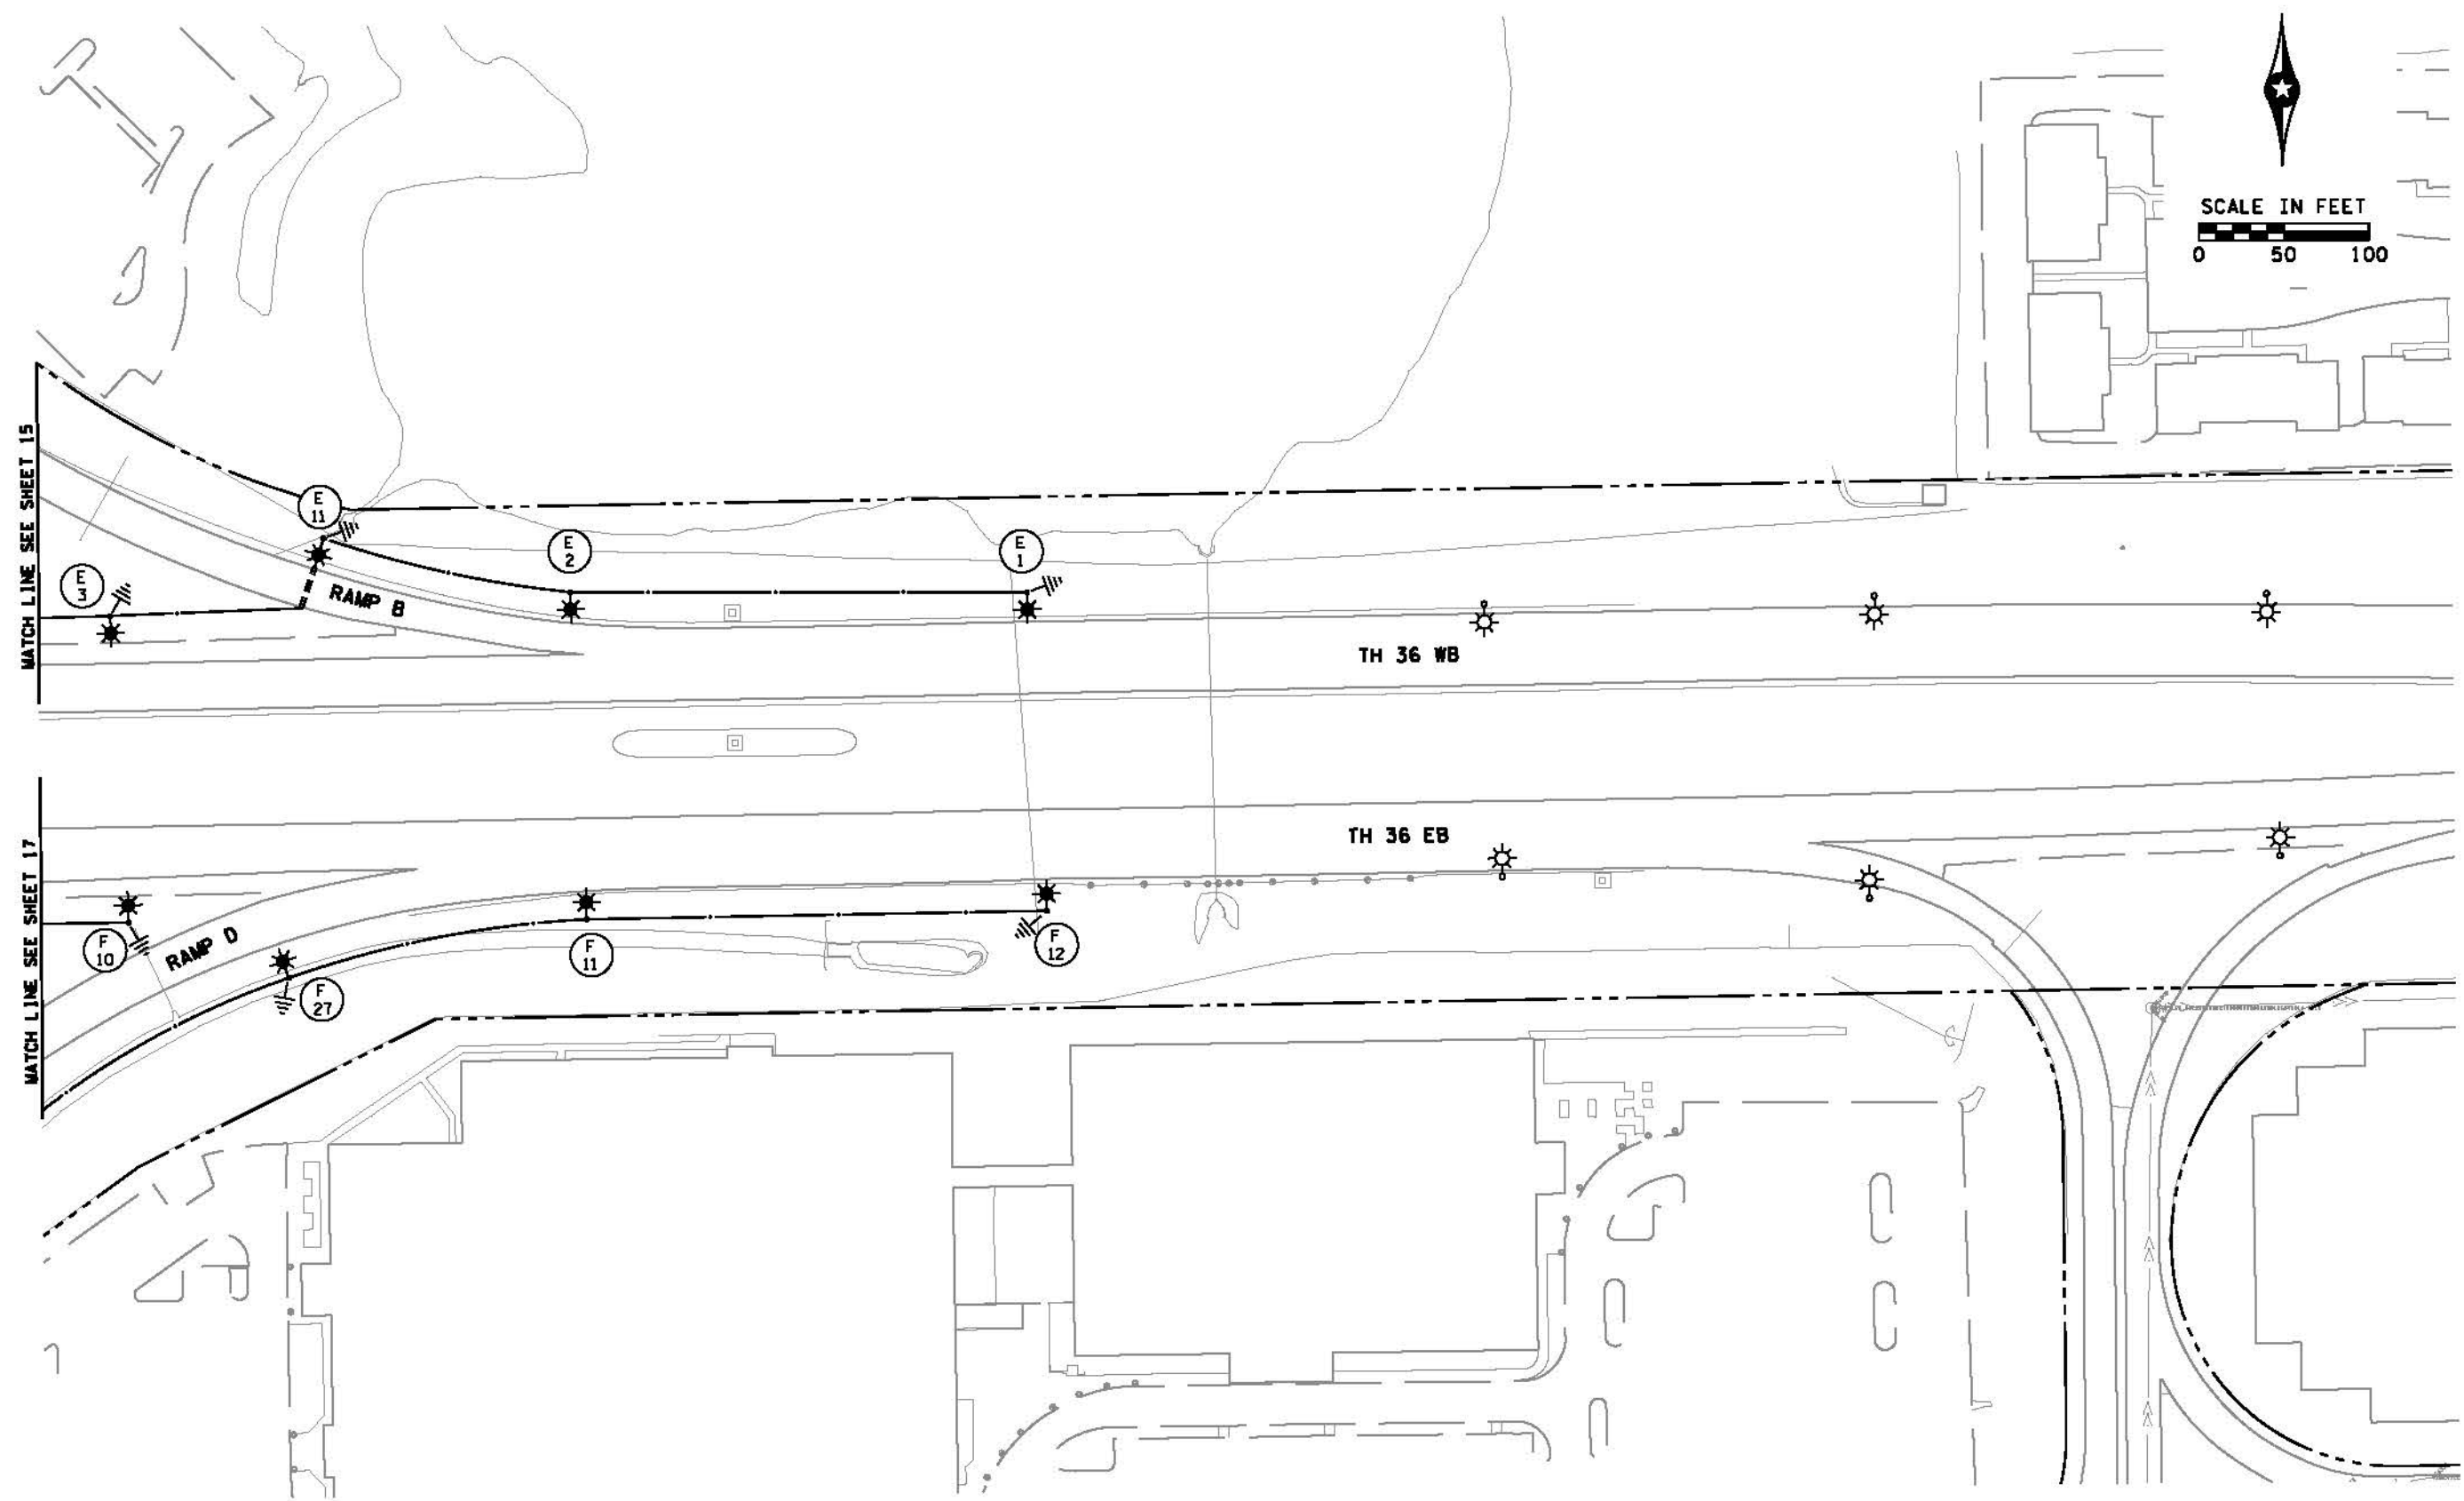 SCALE IN FEET
0 50 100
MATCH LINE SEE SHEET 15
E
11
E
2
E
1
E
3
RAMP B
TH 36 WB
TH 36 EB
MATCH LINE SEE SHEET 17
F
10
RAMP D
F
27
F
11
F
12